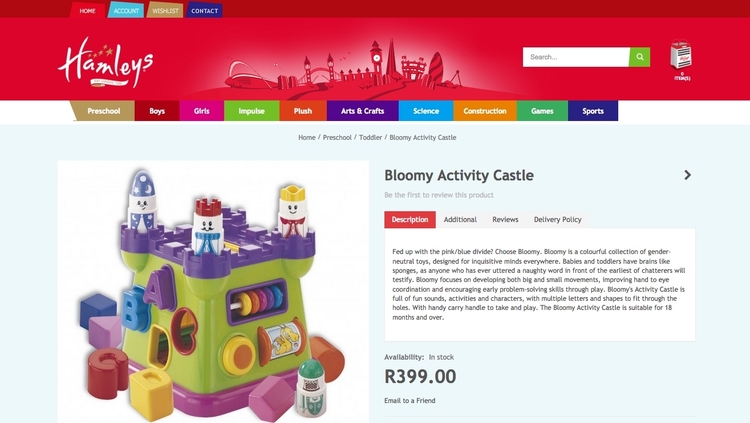 HOME ACCOUNT WISHLIST CONTACT
Hamleys
Search...
0
ITEM(S)
Preschool Boys Girls Impulse Plush Arts & Crafts Science Construction Games Sports
Home / Preschool / Toddler / Bloomy Activity Castle
Bloomy Activity Castle
Be the first to review this product
Description Additional Reviews Delivery Policy
Fed up with the pink/blue divide? Choose Bloomy. Bloomy is a colourful collection of gender-
neutral toys, designed for inquisitive minds everywhere. Babies and toddlers have brains like
sponges, as anyone who has ever uttered a naughty word in front of the earliest of chatterers will
testify. Bloomy focuses on developing both big and small movements, improving hand to eye
coordination and encouraging early problem-solving skills through play. Bloomy's Activity Castle is
full of fun sounds, activities and characters, with multiple letters and shapes to fit through the
holes. With handy carry handle to take and play. The Bloomy Activity Castle is suitable for 18
months and over.
Availability: In stock
R399.00
Email to a Friend
A
B
C